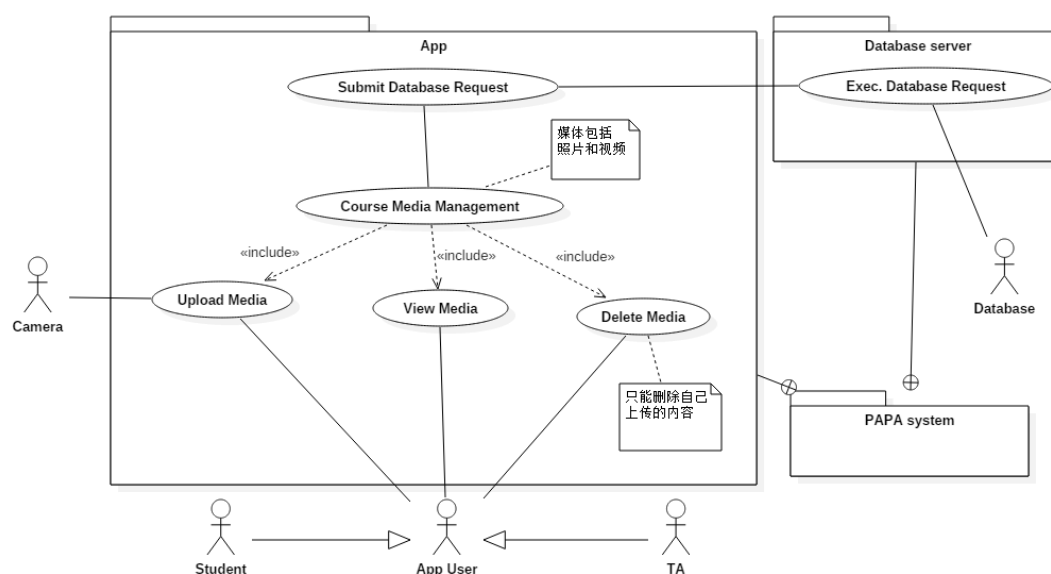 App
Database server
Submit Database Request
Exec. Database Request
媒体包括
照片和视频
Course Media Management
«include»
«include»
«include»
Upload Media
View Media
Delete Media
Camera
Database
只能删除自己
上传的内容
PAPA system
Student
App User
TA